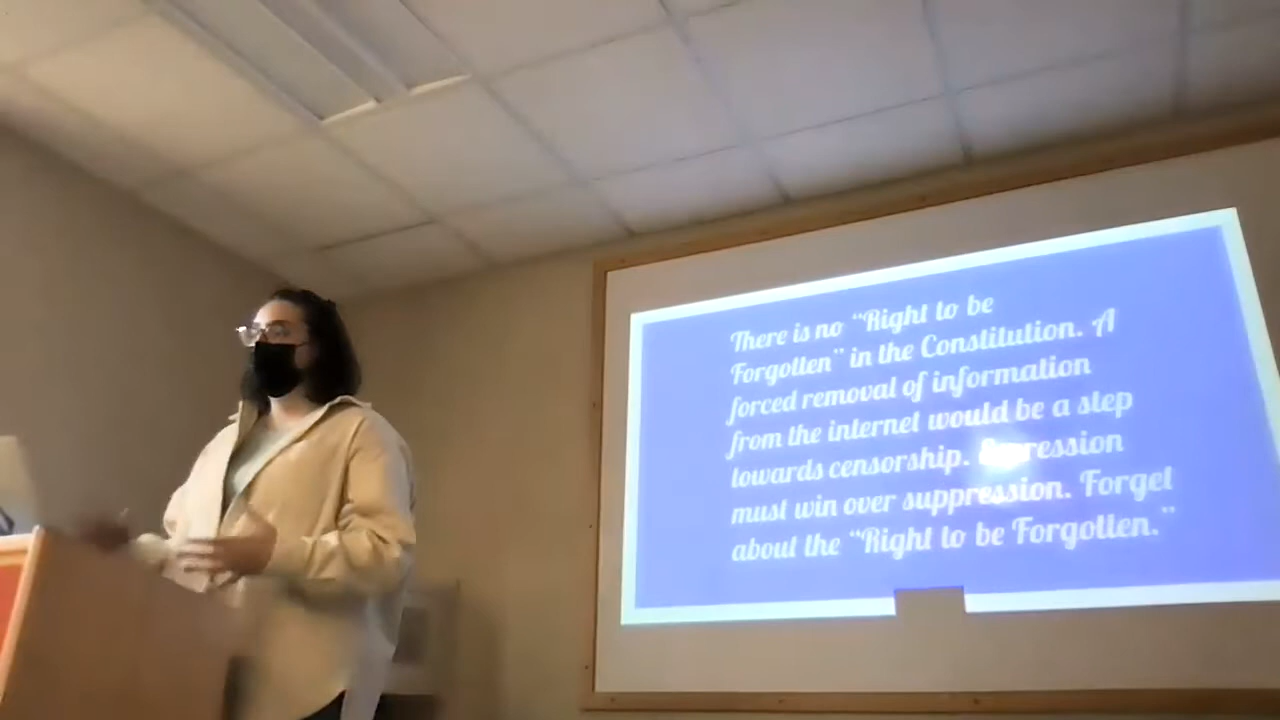 There is no “Right to be
Forgotten” in the Constitution. A
forced removal of information
from the internet would be a step
towards censorship. Expression
must win over suppression. Forget
about the “Right to be Forgotten.”